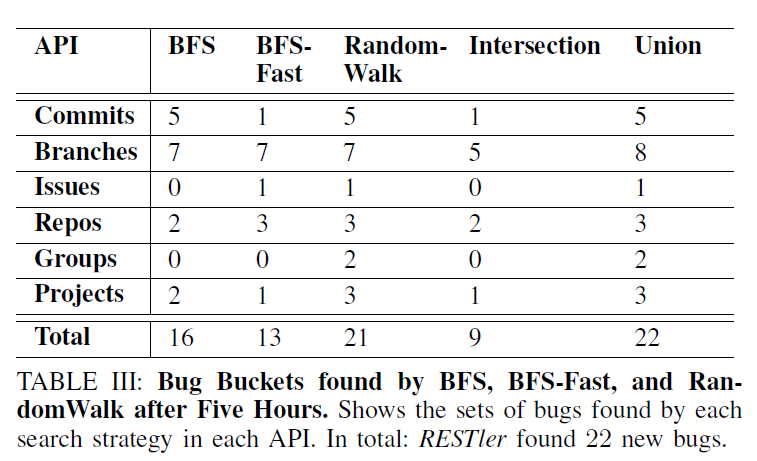 API BFS BFS- Random- Intersection Union
Fast Walk
Commits 5 1 5 1 5
Branches 7 7 7 5 8
Issues 0 1 1 0 1
Repos 2 3 3 2 3
Groups 0 0 2 0 2
Projects 2 1 3 1 3
Total 16 13 21 9 22
TABLE III: Bug Buckets found by BFS, BFS-Fast, and Ran-
domWalk after Five Hours. Shows the sets of bugs found by each
search strategy in each API. In total: RESTler found 22 new bugs.